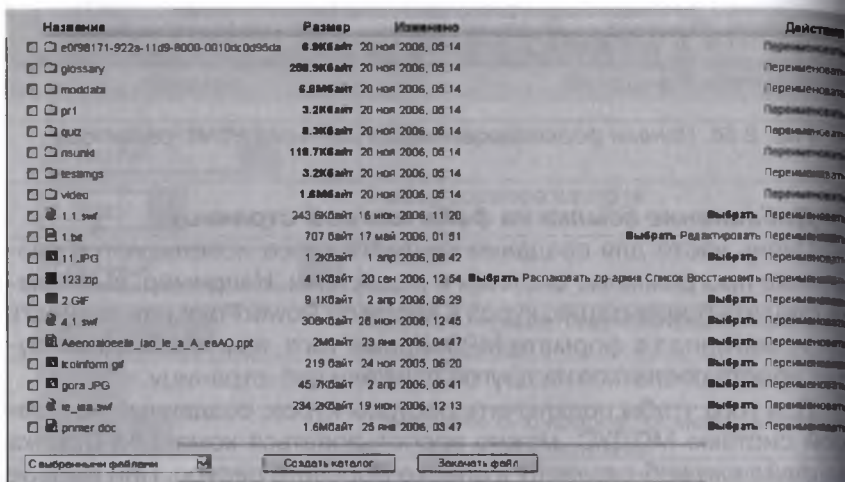 Название Размер Изменено Действия
e0f98171-922a-11d9-8000-0010dc0d95da 6.9Кбайт 20 ноя 2006, 05:14 Переименовать
glossary 268.9Кбайт 20 ноя 2006, 05:14 Переименовать
moddata 6.8Мбайт 20 ноя 2006, 05:14 Переименовать
pr1 3.2Кбайт 20 ноя 2006, 05:14 Переименовать
quiz 8.3Кбайт 20 ноя 2006, 05:14 Переименовать
risunki 118.7Кбайт 20 ноя 2006, 05:14 Переименовать
testimgs 3.2Кбайт 20 ноя 2006, 05:14 Переименовать
video 1.6Мбайт 20 ноя 2006, 05:14 Переименовать
1.1.swf 243.6Кбайт 16 июн 2006, 11:20 Выбрать Переименовать
1.txt 707 байт 17 май 2006, 01:51 Выбрать Редактировать Переименовать
11.JPG 1.2Кбайт 1 апр 2006, 08:42 Выбрать Переименовать
123.zip 4.1Кбайт 20 сен 2006, 12:54 Выбрать Распаковать zip-архив Список Восстановить Переименовать
2.GIF 9.1Кбайт 2 апр 2006, 06:29 Выбрать Переименовать
4.1.swf 306Кбайт 28 июн 2006, 12:45 Выбрать Переименовать
2Мбайт 23 янв 2006, 04:47 Выбрать Переименовать
icoInform.gif 219 байт 24 2003, 06:20 Выбрать Переименовать
gora.JPG 45.7Кбайт 2 апр 2006, 05:41 Выбрать Переименовать
234.2Кбайт 19 июн 2006, 12:13 Выбрать Переименовать
primer.doc 1.6Мбайт 25 янв 2006, 03:47 Выбрать Переименовать
С выбранными файлами Создать каталог Закачать файл